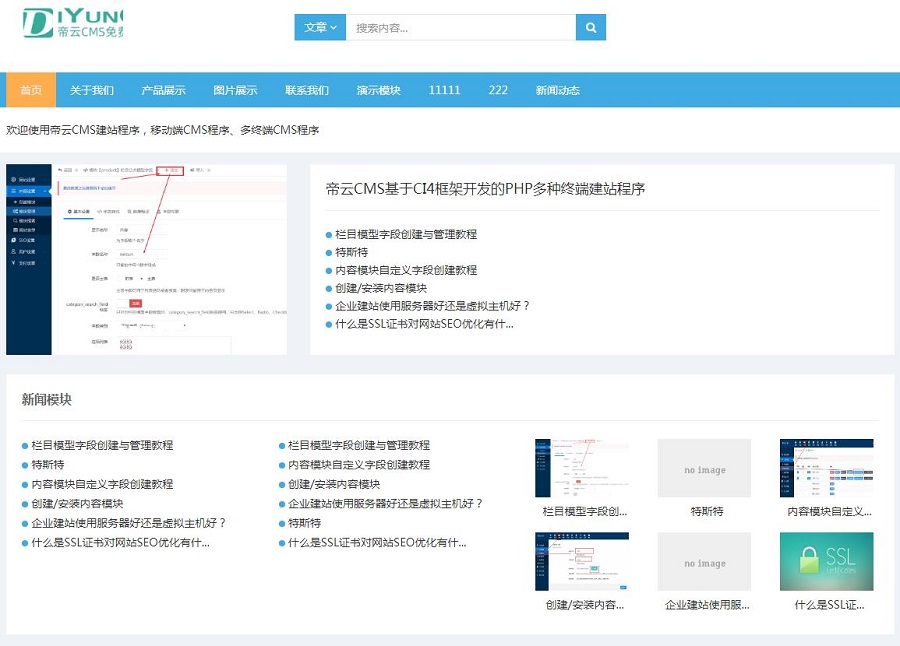 DIYUN
帝云CMS免费
文章
搜索内容...
首页 关于我们 产品展示 图片展示 联系我们 演示模块 11111 222 新闻动态
欢迎使用帝云CMS建站程序，移动端CMS程序、多终端CMS程序
category_search_field
帝云CMS基于CI4框架开发的PHP多种终端建站程序
栏目模型字段创建与管理教程
特斯特
内容模块自定义字段创建教程
创建/安装内容模块
企业建站使用服务器好还是虚拟主机好？
什么是SSL证书对网站SEO优化有什...
新闻模块
栏目模型字段创建与管理教程
特斯特
内容模块自定义字段创建教程
创建/安装内容模块
企业建站使用服务器好还是虚拟主机好？
什么是SSL证书对网站SEO优化有什...
栏目模型字段创建与管理教程
内容模块自定义字段创建教程
创建/安装内容模块
企业建站使用服务器好还是虚拟主机好？
特斯特
什么是SSL证书对网站SEO优化有什...
no image
栏目模型字段创... 特斯特 内容模块自定义...
no image
SSL
创建/安装内容... 企业建站使用服... 什么是SSL证...